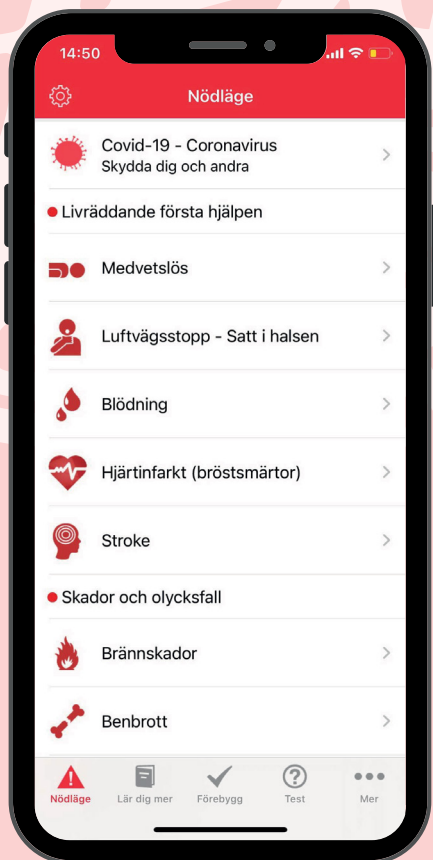 14:50
Nödläge
Covid-19 - Coronavirus
Skydda dig och andra
Livräddande första hjälpen
Medvetslös
Luftvägsstopp - Satt i halsen
Blödning
Hjärtinfarkt (bröstsmärtor)
Stroke
Skador och olycksfall
Brännskador
Benbrott
Nödläge Lär dig mer Förebygg Test Mer